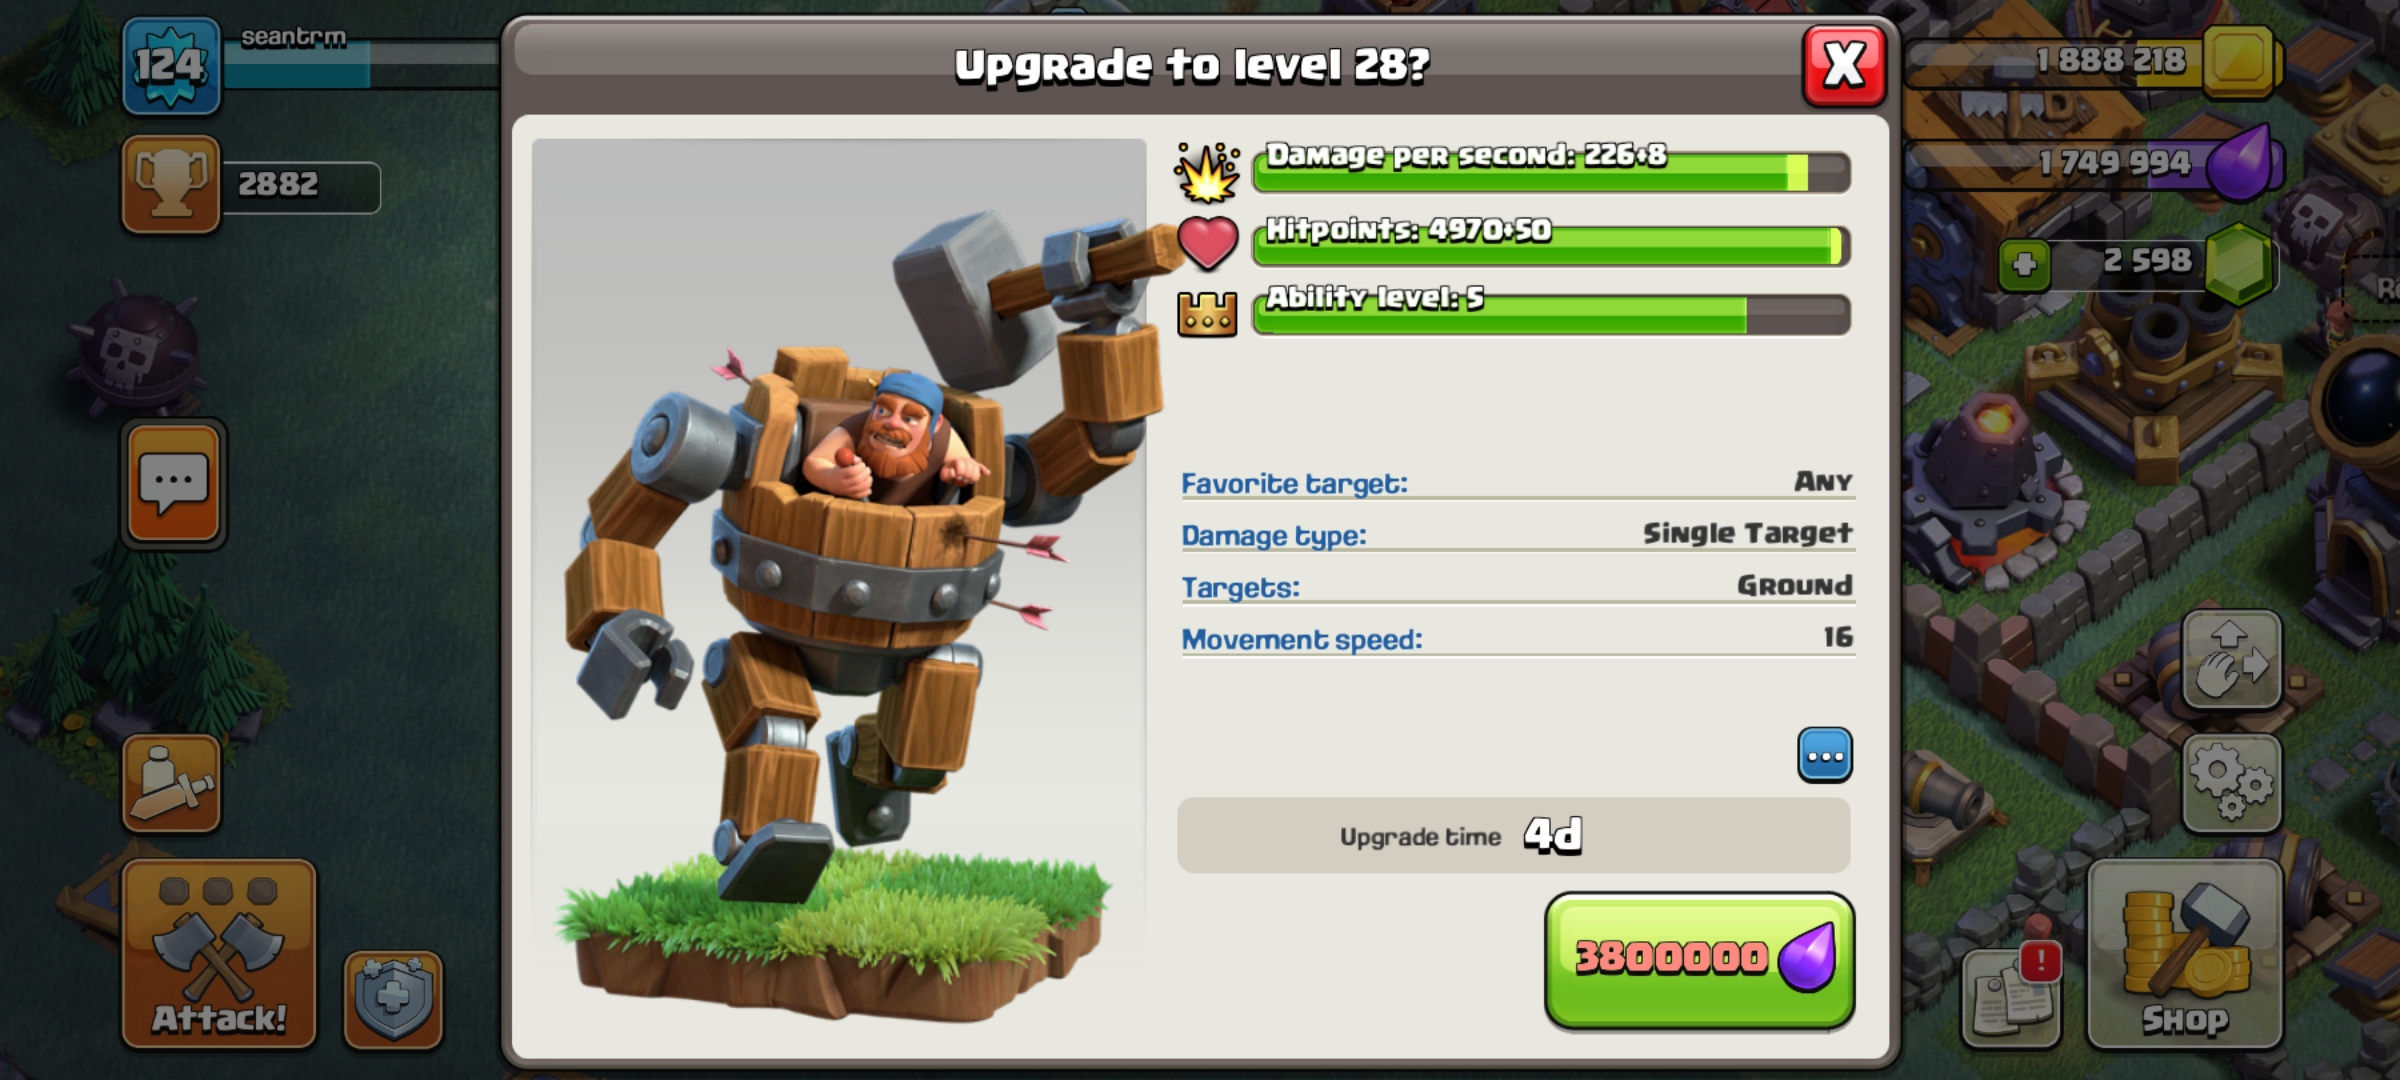 124
seantrm
2882
Attack!
Upgrade to level 28?
X
Damage per second: 226+8
Hitpoints: 4970+50
Ability level: 5
Favorite target: Any
Damage type: Single Target
Targets: Ground
Movement speed: 16
Upgrade time 4d
3800000
1 888 218
1 749 994
2 598
!
Shop